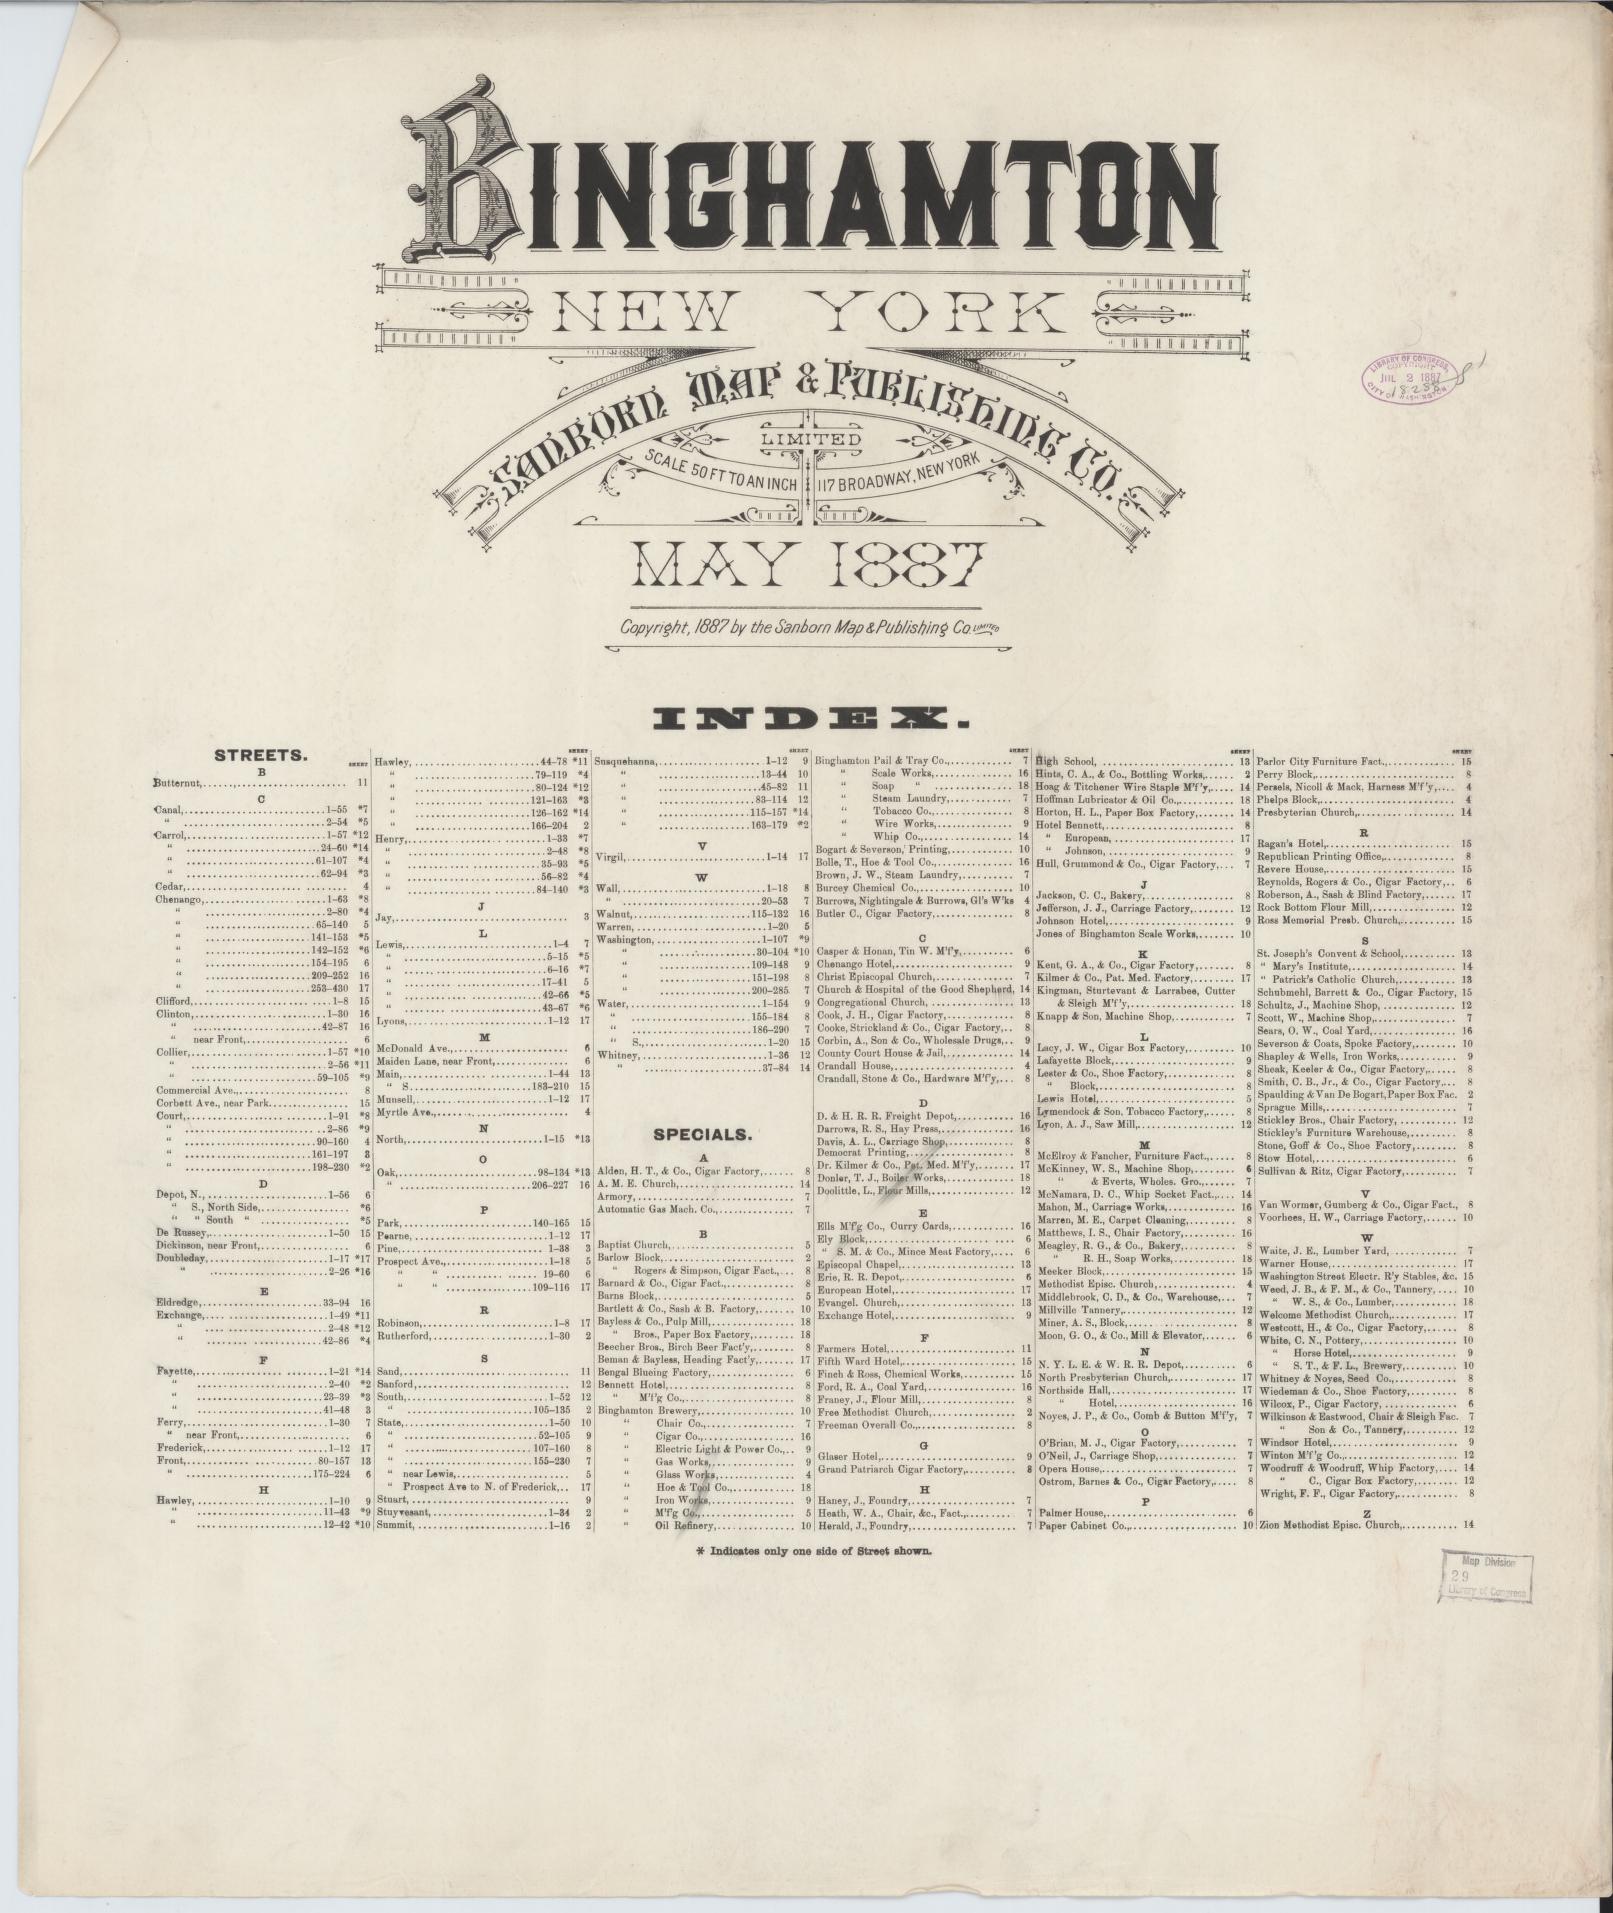 BINGHAMTON
NEW YORK
SANBORN MAP & PUBLISHING CO.
LIMITED
SCALE 50 FT TO AN INCH 117 BROADWAY, NEW YORK
MAY 1887
Copyright, 1887 by the Sanborn Map & Publishing Co. LIMITED
LIBRARY OF CONGRESS
COPYRIGHT
JUL 2 1887
CITY OF WASHINGTON
INDEX.
STREETS.
SHEET
B
Butternut, 11
C
Canal, 1-55 *7
" 2-54 *5
Carrol, 1-57 *12
" 24-60 *14
" 61-107 *4
" 62-94 *3
Cedar, 4
Chenango, 1-63 *8
" 2-80 *4
" 65-140 5
" 141-153 *5
" 142-152 *6
" 154-195 6
" 209-252 16
" 253-430 17
Clifford, 1-8 15
Clinton, 1-30 16
" 42-87 16
" near Front, 6
Collier, 1-57 *10
" 2-56 *11
" 59-105 *9
Commercial Ave., 8
Corbett Ave., near Park 15
Court, 1-91 *8
" 2-86 *9
" 90-160 4
" 161-197 3
" 198-230 *2
D
Depot, N., 1-56 6
" S., North Side, *6
" " South " *5
De Russey, 1-50 15
Dickinson, near Front, 6
Doubleday, 1-17 *17
" 2-26 *16
E
Eldredge, 33-94 16
Exchange, 1-49 *11
" 2-48 *12
" 42-86 *4
F
Fayette, 1-21 *14
" 2-40 *2
" 23-39 *3
" 41-48 3
Ferry, 1-30 7
" near Front, 6
Frederick, 1-12 17
Front, 80-157 13
" 175-224 6
H
Hawley, 1-10 9
" 11-43 *9
" 12-42 *10
SHEET
Hawley, 44-78 *11
" 79-119 *4
" 80-124 *12
" 121-163 *3
" 126-162 *14
" 166-204 2
Henry, 1-33 *7
" 2-48 *8
" 35-93 *5
" 56-82 *4
" 84-140 *3
J
Jay, 3
L
Lewis, 1-4 7
" 5-15 *5
" 6-16 *7
" 17-41 5
" 42-66 *5
" 43-67 *6
Lyons, 1-12 17
M
McDonald Ave., 6
Maiden Lane, near Front, 6
Main, 1-44 13
" S. 183-210 15
Munsell, 1-12 17
Myrtle Ave., 4
N
North, 1-15 *13
O
Oak, 98-134 *13
" 206-227 16
P
Park, 140-165 15
Pearne, 1-12 17
Pine, 1-38 3
Prospect Ave., 1-18 5
" " 19-60 6
" " 109-116 17
R
Robinson, 1-8 17
Rutherford, 1-30 2
S
Sand, 11
Sanford, 12
South, 1-52 12
" 105-135 2
State, 1-50 10
" 52-105 9
" 107-160 8
" 155-230 7
" near Lewis, 5
" Prospect Ave to N. of Frederick, 17
Stuart, 9
Stuyvesant, 1-34 2
Summit, 1-16 2
SHEET
Susquehanna, 1-12 9
" 13-44 10
" 45-82 11
" 83-114 12
" 115-157 *14
" 163-179 *2
V
Virgil, 1-14 17
W
Wall, 1-18 8
" 20-53 7
Walnut, 115-132 16
Warren, 1-20 5
Washington, 1-107 *9
" 30-104 *10
" 109-148 9
" 151-198 8
" 200-285 7
Water, 1-154 9
" 155-184 8
" 186-290 7
" S., 1-20 15
Whitney, 1-36 12
" 37-84 14
SPECIALS.
A
Alden, H. T., & Co., Cigar Factory, 8
A. M. E. Church, 14
Armory, 7
Automatic Gas Mach. Co., 7
B
Baptist Church, 5
Barlow Block, 2
" Rogers & Simpson, Cigar Fact., 8
Barnard & Co., Cigar Fact., 8
Barns Block, 5
Bartlett & Co., Sash & B. Factory, 10
Bayless & Co., Pulp Mill, 18
" Bros., Paper Box Factory, 18
Beecher Bros., Birch Beer Fact'y, 8
Beman & Bayless, Heading Fact'y, 17
Bengal Blueing Factory, 6
Bennett Hotel, 8
" M'f'g Co., 8
Binghamton Brewery, 10
" Chair Co., 7
" Cigar Co., 16
" Electric Light & Power Co., 9
" Gas Works, 9
" Glass Works, 4
" Hoe & Tool Co., 18
" Iron Works, 9
" M'f'g Co., 5
" Oil Refinery, 10
SHEET
Binghamton Pail & Tray Co., 7
" Scale Works, 16
" Soap " 18
" Steam Laundry, 7
" Tobacco Co., 8
" Wire Works, 9
" Whip Co., 14
Bogart & Severson, Printing, 10
Bolle, T., Hoe & Tool Co., 16
Brown, J. W., Steam Laundry, 7
Burcey Chemical Co., 10
Burrows, Nightingale & Burrows, Gl's W'ks 4
Butler C., Cigar Factory, 8
C
Casper & Honan, Tin W. M'f'y, 6
Chenango Hotel, 9
Christ Episcopal Church, 7
Church & Hospital of the Good Shepherd, 14
Congregational Church, 13
Cook, J. H., Cigar Factory, 8
Cooke, Strickland & Co., Cigar Factory, 8
Corbin, A., Son & Co., Wholesale Drugs, 9
County Court House & Jail, 14
Crandall House, 4
Crandall, Stone & Co., Hardware M'f'y, 8
D
D. & H. R. R. Freight Depot, 16
Darrows, R. S., Hay Press, 16
Davis, A. L., Carriage Shop, 8
Democrat Printing, 8
Dr. Kilmer & Co., Pat. Med. M'f'y, 17
Donler, T. J., Boiler Works, 18
Doolittle, L., Flour Mills, 12
E
Ells M'f'g Co., Curry Cards, 16
Ely Block, 6
" S. M. & Co., Mince Meat Factory, 6
Episcopal Chapel, 13
Erie, R. R. Depot, 6
European Hotel, 17
Evangel. Church, 13
Exchange Hotel, 9
F
Farmers Hotel, 11
Fifth Ward Hotel, 15
Finch & Ross, Chemical Works, 15
Ford, R. A., Coal Yard, 16
Franey, J., Flour Mill, 8
Free Methodist Church, 2
Freeman Overall Co., 8
G
Glaser Hotel, 9
Grand Patriarch Cigar Factory, 8
H
Haney, J., Foundry, 7
Heath, W. A., Chair, &c., Fact., 7
Herald, J., Foundry, 7
SHEET
High School, 13
Hints, C. A., & Co., Bottling Works, 2
Hoag & Titchener Wire Staple M'f'y, 14
Hoffman Lubricator & Oil Co., 18
Horton, H. L., Paper Box Factory, 14
Hotel Bennett, 8
" European, 17
" Johnson, 9
Hull, Grummond & Co., Cigar Factory, 7
J
Jackson, C. C., Bakery, 8
Jefferson, J. J., Carriage Factory, 12
Johnson Hotel, 9
Jones of Binghamton Scale Works, 10
K
Kent, G. A., & Co., Cigar Factory, 8
Kilmer & Co., Pat. Med. Factory, 17
Kingman, Sturtevant & Larrabee, Cutter
& Sleigh M'f'y, 18
Knapp & Son, Machine Shop, 7
L
Lacy, J. W., Cigar Box Factory, 10
Lafayette Block, 9
Lester & Co., Shoe Factory, 8
" Block, 8
Lewis Hotel, 5
Lymendock & Son, Tobacco Factory, 8
Lyon, A. J., Saw Mill, 12
M
McElroy & Fancher, Furniture Fact., 8
McKinney, W. S., Machine Shop, 6
" & Everts, Wholes. Gro., 7
McNamara, D. C., Whip Socket Fact., 14
Mahon, M., Carriage Works, 16
Marren, M. E., Carpet Cleaning, 8
Matthews, I. S., Chair Factory, 16
Meagley, R. G., & Co., Bakery, 8
" R. H., Soap Works, 18
Meeker Block, 15
Methodist Episc. Church, 4
Middlebrook, C. D., & Co., Warehouse, 7
Millville Tannery, 12
Miner, A. S., Block, 8
Moon, G. O., & Co., Mill & Elevator, 6
N
N. Y. L. E. & W. R. R. Depot, 6
North Presbyterian Church, 17
Northside Hall, 17
" Hotel, 16
Noyes, J. P., & Co., Comb & Button M'f'y, 7
O
O'Brian, M. J., Cigar Factory, 7
O'Neil, J., Carriage Shop, 7
Opera House, 7
Ostrom, Barnes & Co., Cigar Factory, 8
P
Palmer House, 6
Paper Cabinet Co., 10
SHEET
Parlor City Furniture Fact., 15
Perry Block, 8
Persels, Nicoll & Mack, Harness M'f'y, 4
Phelps Block, 4
Presbyterian Church, 14
R
Ragan's Hotel, 15
Republican Printing Office, 8
Revere House, 15
Reynolds, Rogers & Co., Cigar Factory, 6
Roberson, A., Sash & Blind Factory, 17
Rock Bottom Flour Mill, 12
Ross Memorial Presb. Church, 15
S
St. Joseph's Convent & School, 13
" Mary's Institute, 14
" Patrick's Catholic Church, 13
Schubmehl, Barrett & Co., Cigar Factory, 15
Schultz, J., Machine Shop, 12
Scott, W., Machine Shop, 7
Sears, O. W., Coal Yard, 16
Severson & Coats, Spoke Factory, 10
Shapley & Wells, Iron Works, 9
Sheak, Keeler & Co., Cigar Factory, 8
Smith, C. B., Jr., & Co., Cigar Factory, 8
Spaulding & Van De Bogart, Paper Box Fac. 2
Sprague Mills, 7
Stickley Bros., Chair Factory, 12
Stickley's Furniture Warehouse, 8
Stone, Goff & Co., Shoe Factory, 8
Stow Hotel, 6
Sullivan & Ritz, Cigar Factory, 7
V
Van Wormer, Gumberg & Co., Cigar Fact., 8
Voorhees, H. W., Carriage Factory, 10
W
Waite, J. E., Lumber Yard, 7
Warner House, 17
Washington Street Electr. R'y Stables, &c. 15
Weed, J. B., & F. M., & Co., Tannery, 10
" W. S., & Co., Lumber, 18
Welcome Methodist Church, 17
Westcott, H., & Co., Cigar Factory, 8
White, C. N., Pottery, 10
" Horse Hotel, 9
" S. T., & F. L., Brewery, 10
Whitney & Noyes, Seed Co., 8
Wiedeman & Co., Shoe Factory, 8
Wilcox, P., Cigar Factory, 6
Wilkinson & Eastwood, Chair & Sleigh Fac. 7
" Son & Co., Tannery, 12
Windsor Hotel, 9
Winton M'f'g Co., 12
Woodruff & Woodruff, Whip Factory, 14
" C., Cigar Box Factory, 12
Wright, F. F., Cigar Factory, 8
Z
Zion Methodist Episc. Church, 14
* Indicates only one side of Street shown.
Map Division
29
Library of Congress